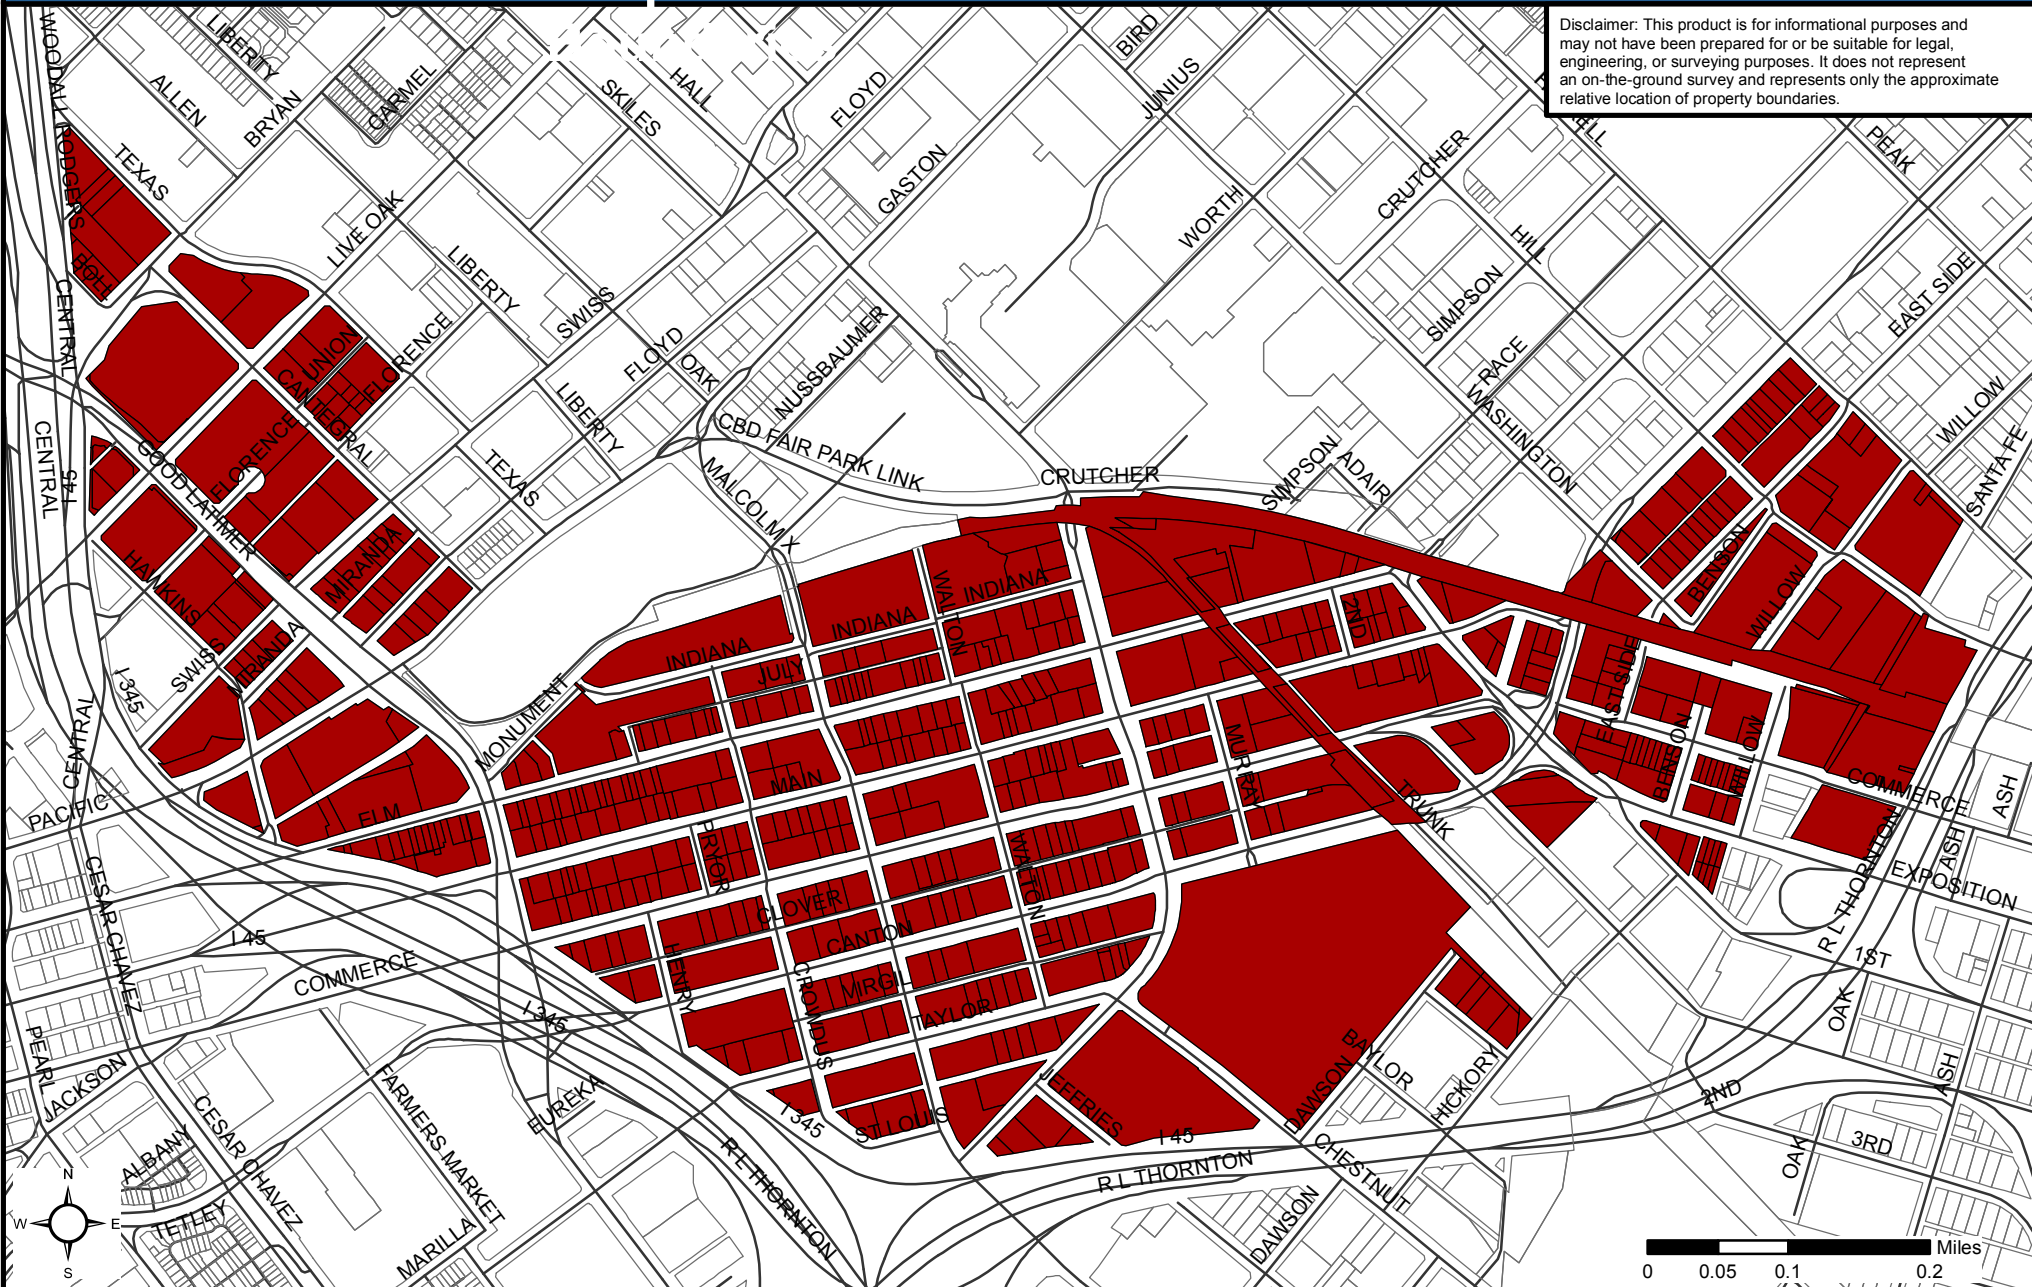 Disclaimer: This product is for informational purposes and
may not have been prepared for or be suitable for legal,
engineering, or surveying purposes. It does not represent
an on-the-ground survey and represents only the approximate
relative location of property boundaries.
WOODALL RODGERS
LIBERTY
ALLEN
BRYAN
CARMEL
SKILES
HALL
FLOYD
BIRD
JUNIUS
GASTON
WORTH
CRUTCHER
PEAK
TEXAS
LIVE OAK
LIBERTY
SWISS
HILL
SIMPSON
EAST SIDE
BOLL
CENTRAL
UNION
FLORENCE
CANTEGRAL
FLOYD
OAK
NUSSBAUMER
LIBERTY
RACE
WASHINGTON
WILLOW
SANTA FE
CENTRAL
I 45
GOOD LATIMER
FLORENCE
TEXAS
CBD FAIR PARK LINK
MALCOLM X
CRUTCHER
SIMPSON
ADAIR
HAWKINS
MIRANDA
SWISS
MIRANDA
I 345
INDIANA
INDIANA
INDIANA
WALTON
JULY
2ND
BENSON
WILLOW
MONUMENT
CENTRAL
PACIFIC
ELM
MAIN
MURRAY
TRUNK
EAST SIDE
BENSON
WILLOW
COMMERCE
ASH
ASH
R L THORNTON
EXPOSITION
CESAR CHAVEZ
PRYOR
WALTON
CLOVER
CANTON
HENRY
CROWDUS
VIRGIL
TAYLOR
I 45
COMMERCE
I 345
1ST
OAK
ASH
PEARL
JACKSON
FARMERS MARKET
EUREKA
CESAR CHAVEZ
ALBANY
TETLEY
MARILLA
R L THORNTON
I 345
ST LOUIS
JEFFRIES
I 45
R L THORNTON
DAWSON
BAYLOR
HICKORY
CHESTNUT
DAWSON
2ND
3RD
OAK
N
W
E
S
Miles
0
0.05
0.1
0.2